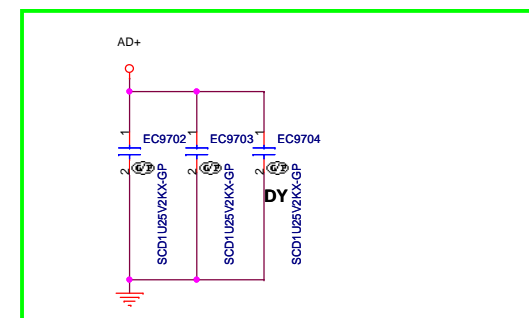 AD+
EC9702
EC9703
EC9704
1
1
1
2
2
2
G/P
G/P
G/P
SCD1U25V2KX-GP
SCD1U25V2KX-GP
SCD1U25V2KX-GP
DY